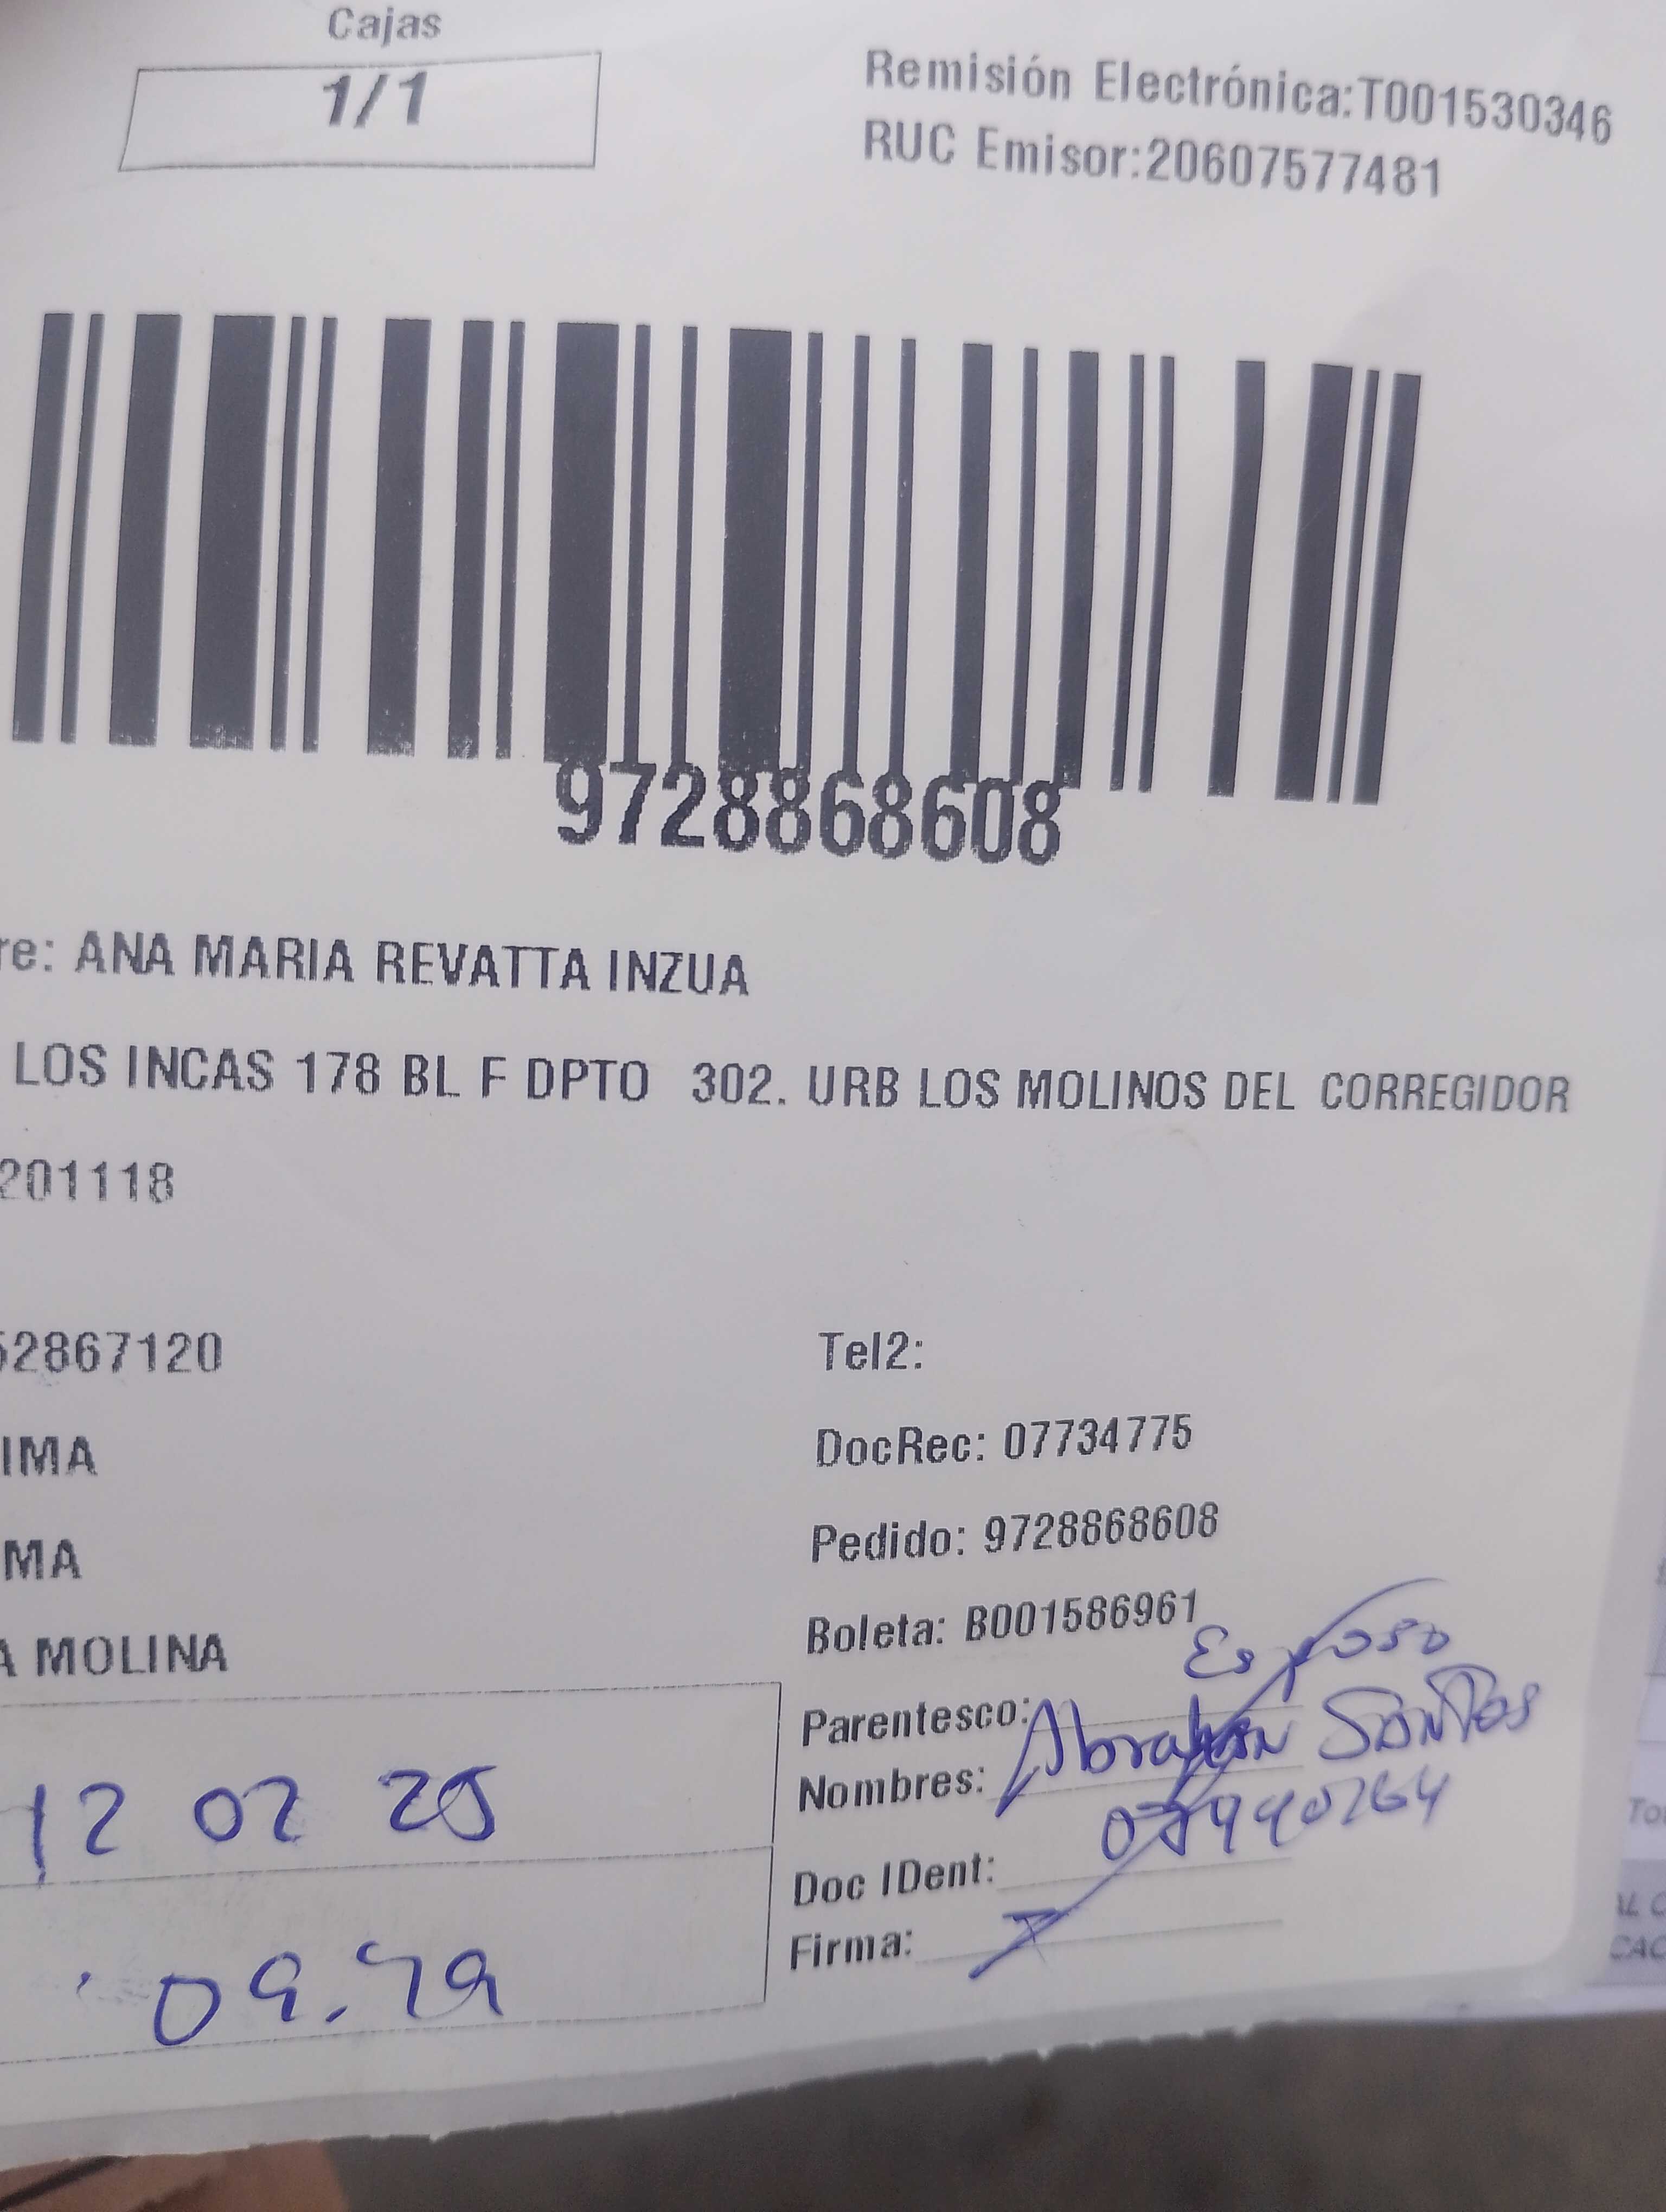 Cajas
1/1
Remisión Electrónica:T001530346
RUC Emisor:20607577481
9728868608
re: ANA MARIA REVATTA INZUA
LOS INCAS 178 BL F DPTO 302. URB LOS MOLINOS DEL CORREGIDOR
201118
52867120
Tel2:
IMA
DocRec: 07734775
MA
Pedido: 9728868608
A MOLINA
Boleta: B001586961
Esposo
Parentesco:
Nombres: Abrahan Santos
12 02 25
Doc IDent:
Firma:
09.49